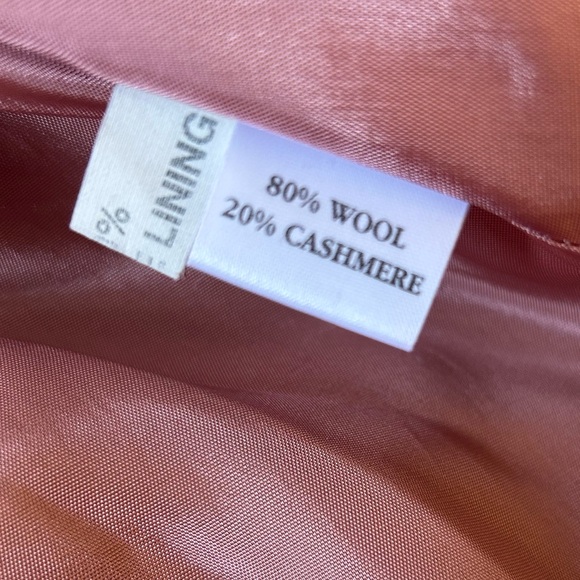 %
LINING
80% WOOL
20% CASHMERE